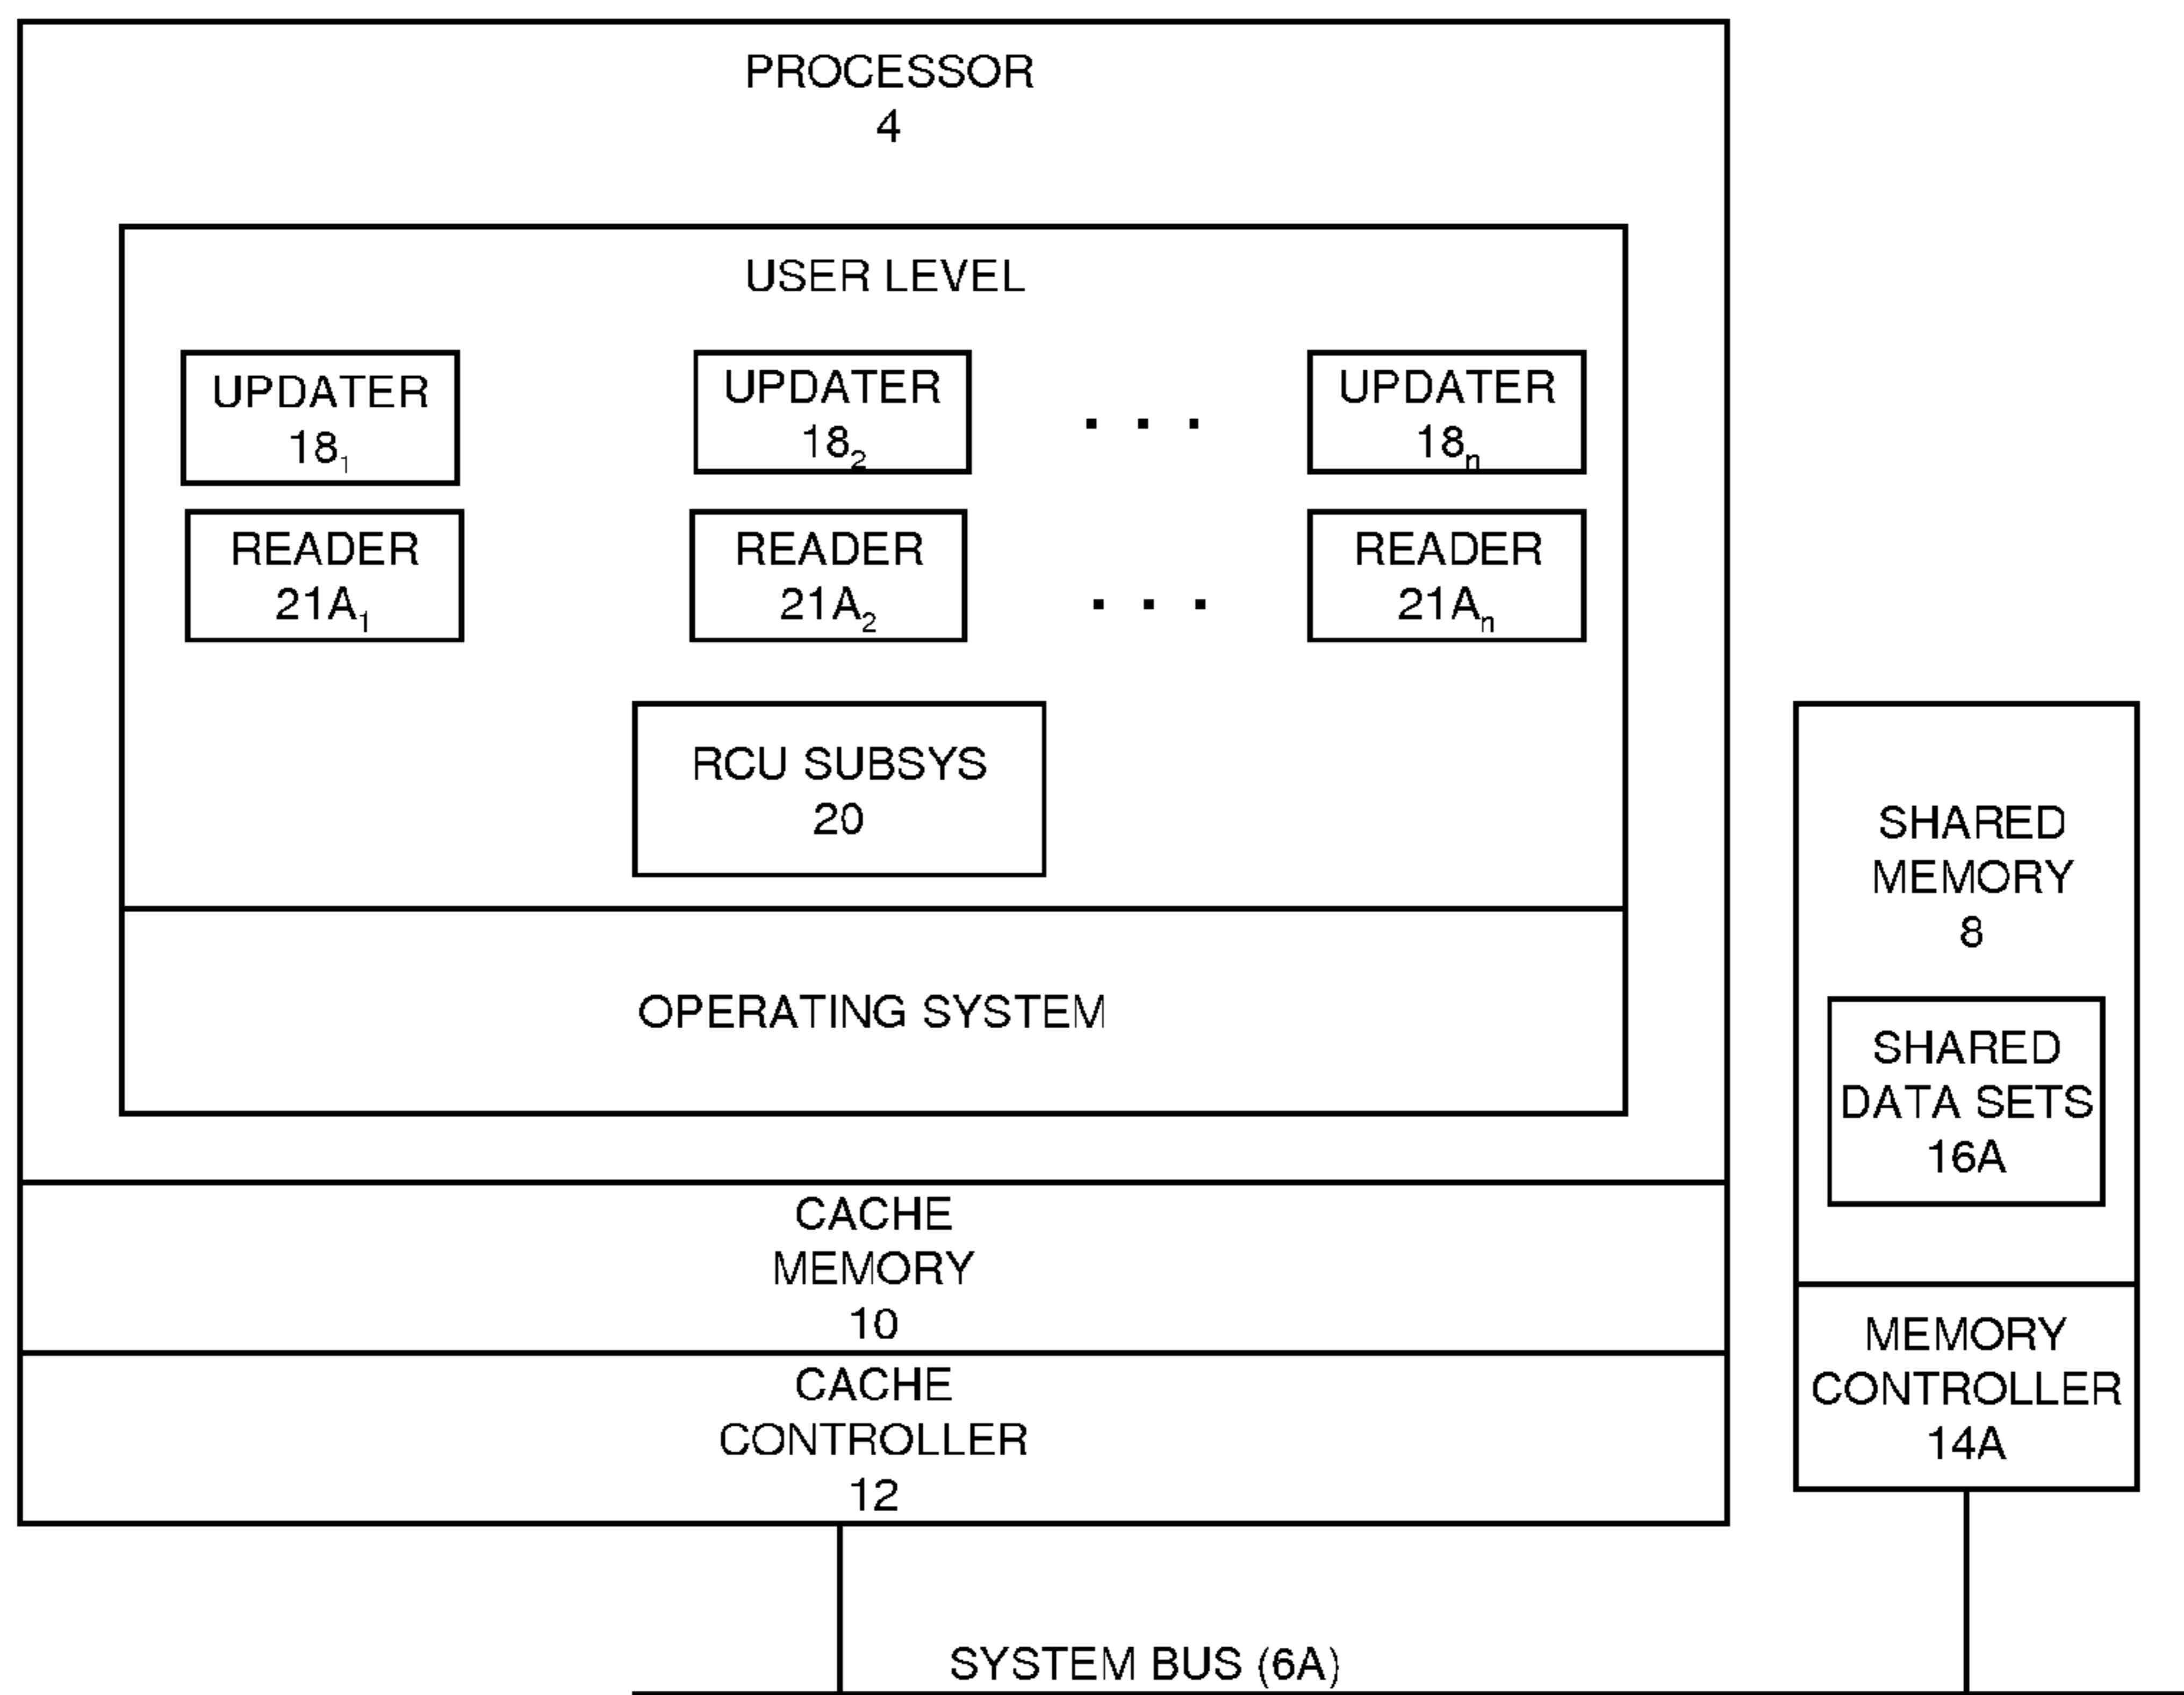 PROCESSOR
4
USER LEVEL
UPDATER
18₁
UPDATER
18₂
. . .
UPDATER
18ₙ
READER
21A₁
READER
21A₂
. . .
READER
21Aₙ
RCU SUBSYS
20
OPERATING SYSTEM
CACHE
MEMORY
10
CACHE
CONTROLLER
12
SHARED
MEMORY
8
SHARED
DATA SETS
16A
MEMORY
CONTROLLER
14A
SYSTEM BUS (6A)